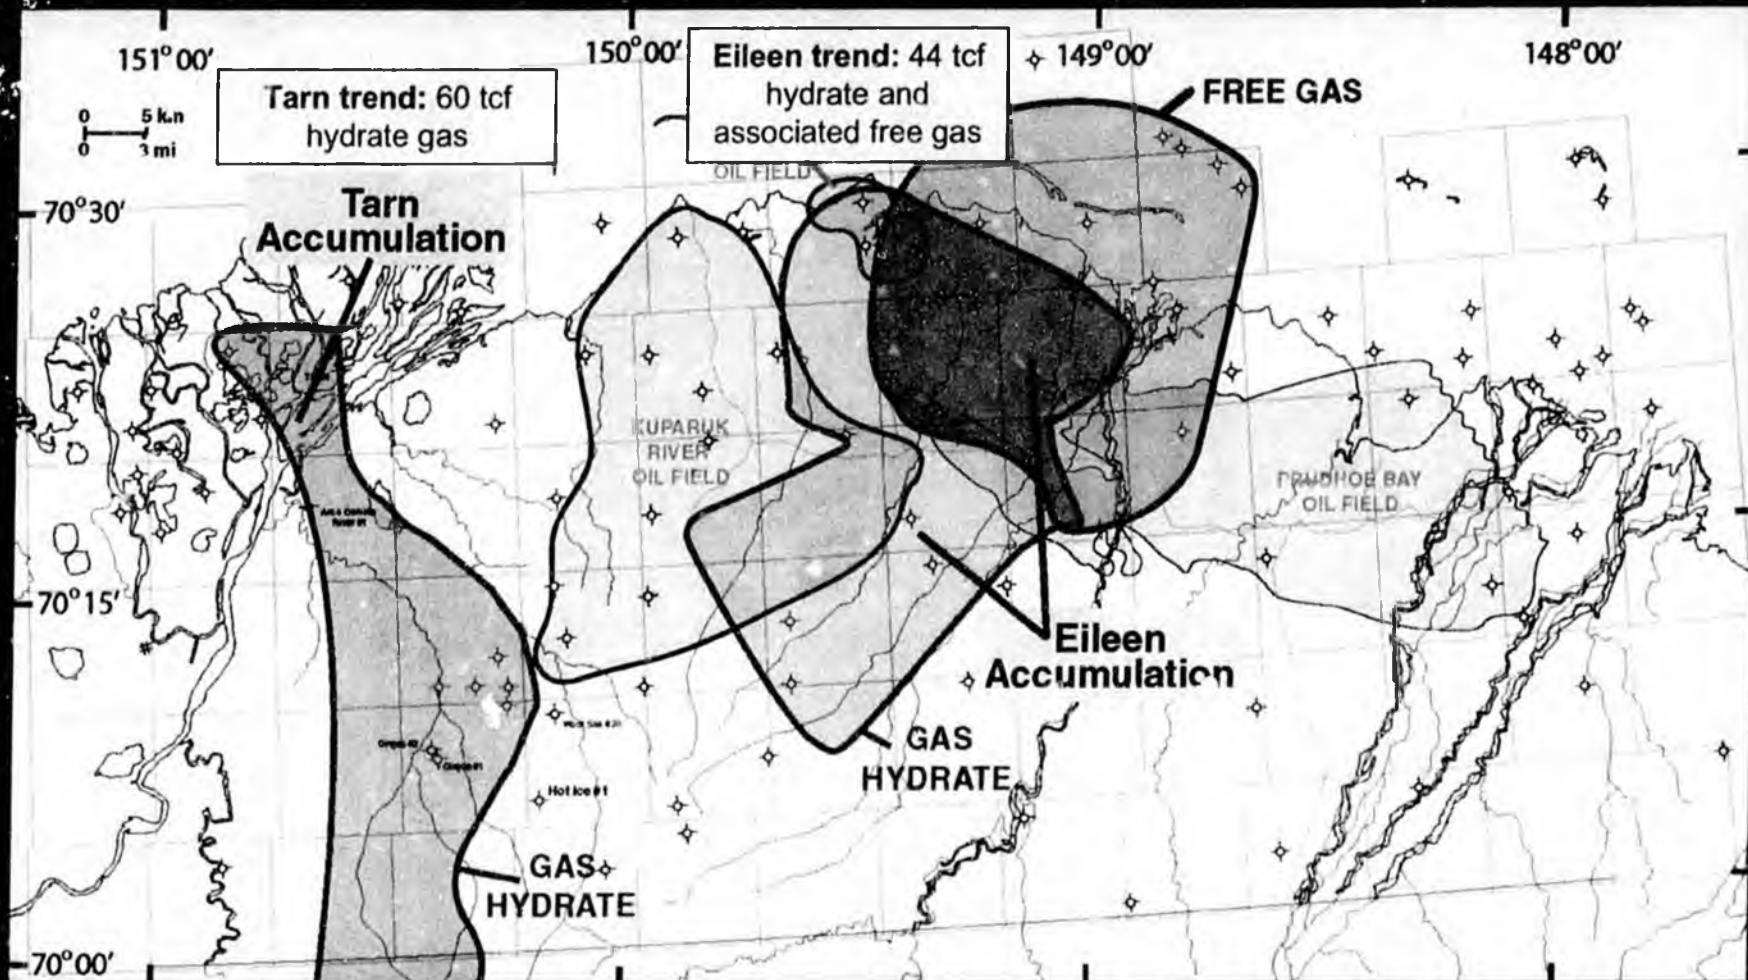 151°00'
150°00'
149°00'
148°00'
Tarn trend: 60 tcf
hydrate gas
Eileen trend: 44 tcf
hydrate and
associated free gas
FREE GAS
0 5 km
0 3 mi
OIL FIELD
70°30'
Tarn
Accumulation
KUPARUK
RIVER
OIL FIELD
PRUDHOE BAY
OIL FIELD
70°15'
Eileen
Accumulation
GAS
HYDRATE
Hot Ice #1
GAS
HYDRATE
70°00'